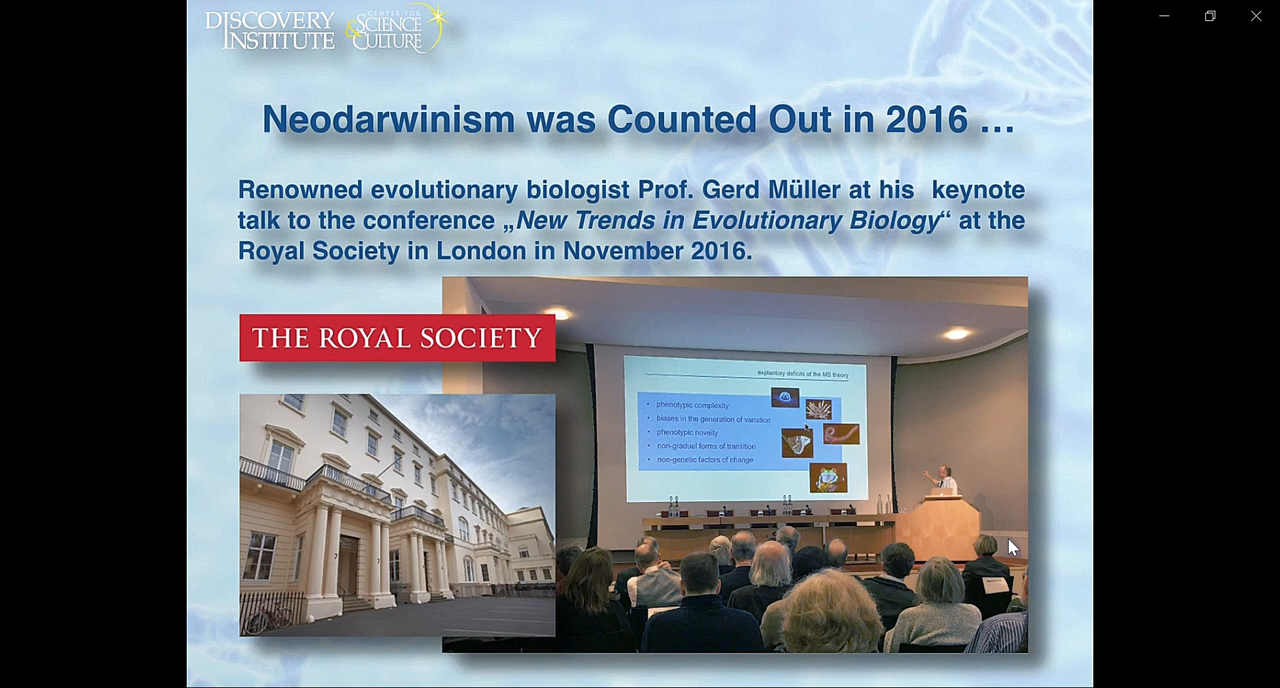 DISCOVERY
INSTITUTE
CENTER FOR
SCIENCE
& CULTURE
Neodarwinism was Counted Out in 2016 …
Renowned evolutionary biologist Prof. Gerd Müller at his keynote
talk to the conference „New Trends in Evolutionary Biology“ at the
Royal Society in London in November 2016.
THE ROYAL SOCIETY
explantory deficits of the MS theory
• phenotypic complexity
• biases in the generation of variation
• phenotypic novelty
• non-gradual forms of transition
• non-genetic factors of change
7
7